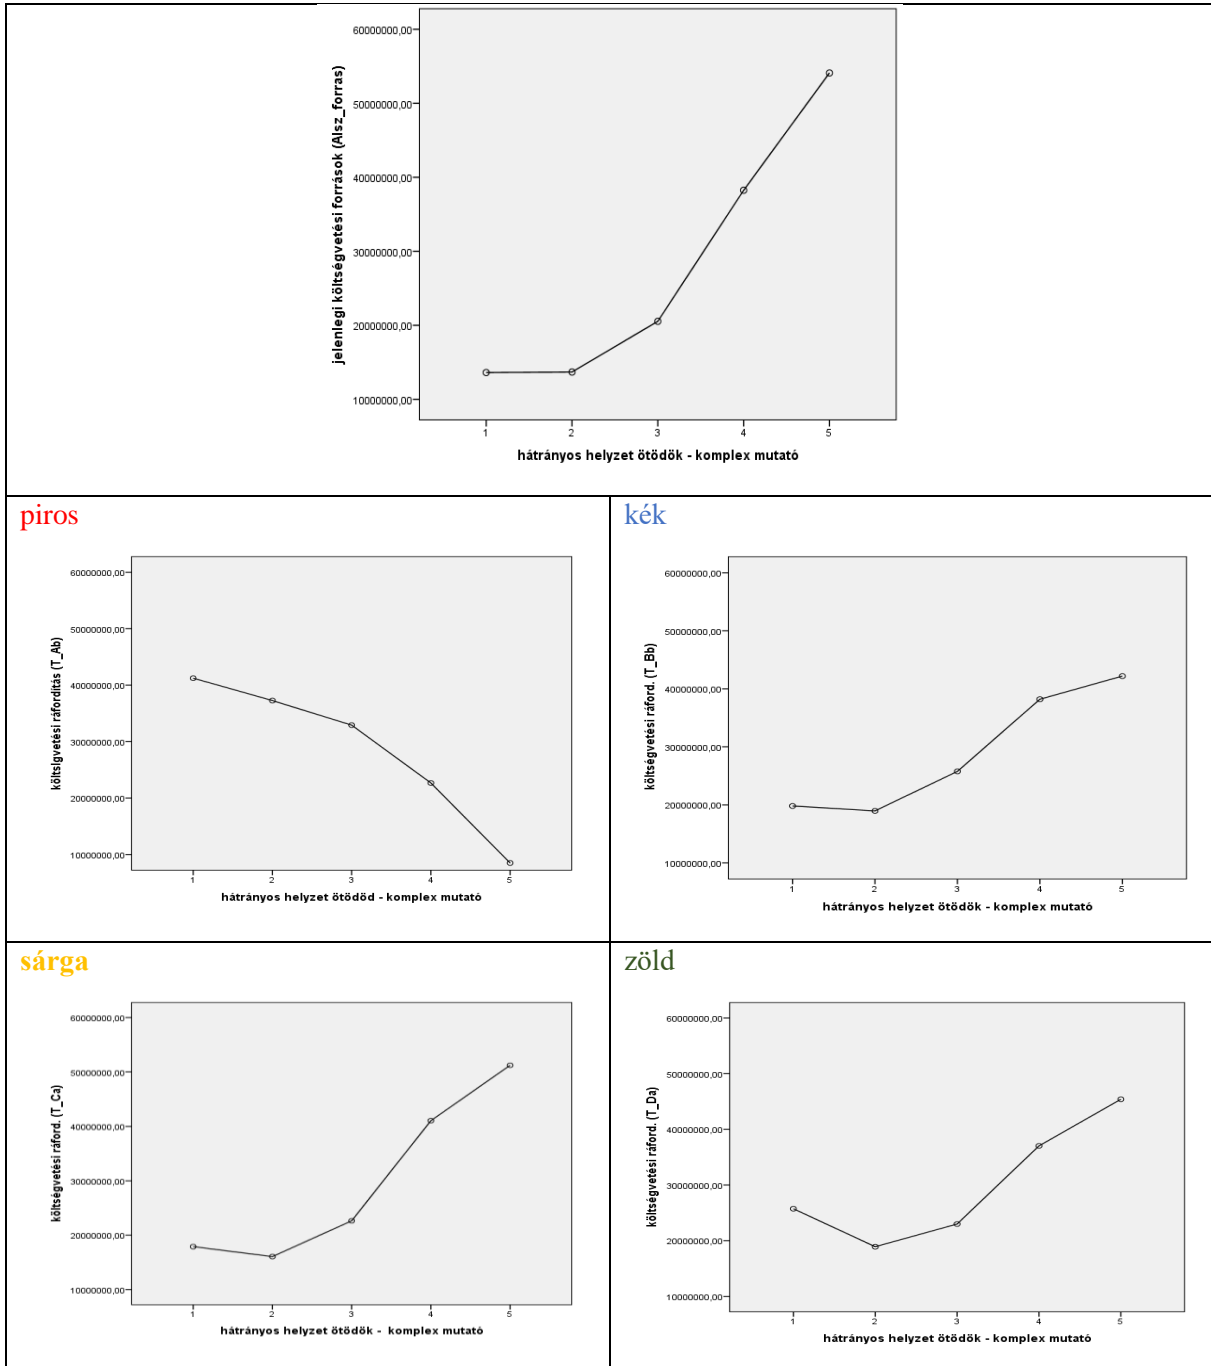 60000000,00
50000000,00
40000000,00
30000000,00
20000000,00
10000000,00
jelenlegi költségvetési források (Alsz_forras)
1 2 3 4 5
hátrányos helyzet ötödök - komplex mutató
piros
60000000,00
50000000,00
40000000,00
30000000,00
20000000,00
10000000,00
költsigvetési ráfordítás (T_Ab)
1 2 3 4 5
hátrányos helyzet ötödöd - komplex mutató
kék
60000000,00
50000000,00
40000000,00
30000000,00
20000000,00
10000000,00
költségvetési ráford. (T_Bb)
1 2 3 4 5
hátrányos helyzet ötödök - komplex mutató
sárga
60000000,00
50000000,00
40000000,00
30000000,00
20000000,00
10000000,00
költségvetési ráford. (T_Ca)
1 2 3 4 5
hátrányos helyzet ötödök - komplex mutató
zöld
60000000,00
50000000,00
40000000,00
30000000,00
20000000,00
10000000,00
költségvetési ráford. (T_Da)
1 2 3 4 5
hátrányos helyzet ötödök - komplex mutató